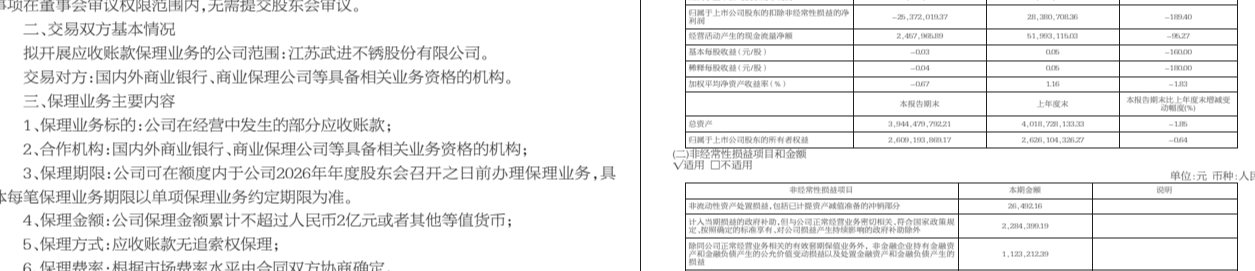 事项在董事会审议权限范围内,无需提交股东会审议。
二、交易双方基本情况
拟开展应收账款保理业务的公司范围:江苏武进不锈股份有限公司。
交易对方:国内外商业银行、商业保理公司等具备相关业务资格的机构。
三、保理业务主要内容
1、保理业务标的:公司在经营中发生的部分应收账款;
2、合作机构:国内外商业银行、商业保理公司等具备相关业务资格的机构;
3、保理期限:公司可在额度内于公司2026年年度股东会召开之日前办理保理业务,具
体每笔保理业务期限以单项保理业务约定期限为准。
4、保理金额:公司保理金额累计不超过人民币2亿元或者其他等值货币;
5、保理方式:应收账款无追索权保理;
6、保理费率:根据市场费率水平由合同双方协商确定。
归属于上市公司股东的扣除非经常性损益的净利润 -25,372,019.37 28,380,708.36 -189.40
经营活动产生的现金流量净额 2,457,965.89 51,993,115.03 -95.27
基本每股收益(元/股) -0.03 0.05 -160.00
稀释每股收益(元/股) -0.04 0.05 -180.00
加权平均净资产收益率(%) -0.67 1.16 -1.83
本报告期末 上年度末 本报告期末比上年度末增减变动幅度(%)
总资产 3,944,479,792.21 4,018,728,133.33 -1.85
归属于上市公司股东的所有者权益 2,609,193,869.17 2,626,104,326.27 -0.64
(二)非经常性损益项目和金额
√适用 □不适用
单位:元 币种:人民
非经常性损益项目 本期金额 说明
非流动性资产处置损益,包括已计提资产减值准备的冲销部分 26,492.16
计入当期损益的政府补助,但与公司正常经营业务密切相关、符合国家政策规定、按照确定的标准享有、对公司损益产生持续影响的政府补助除外 2,284,399.19
除同公司正常经营业务相关的有效套期保值业务外,非金融企业持有金融资产和金融负债产生的公允价值变动损益以及处置金融资产和金融负债产生的损益 1,123,212.39